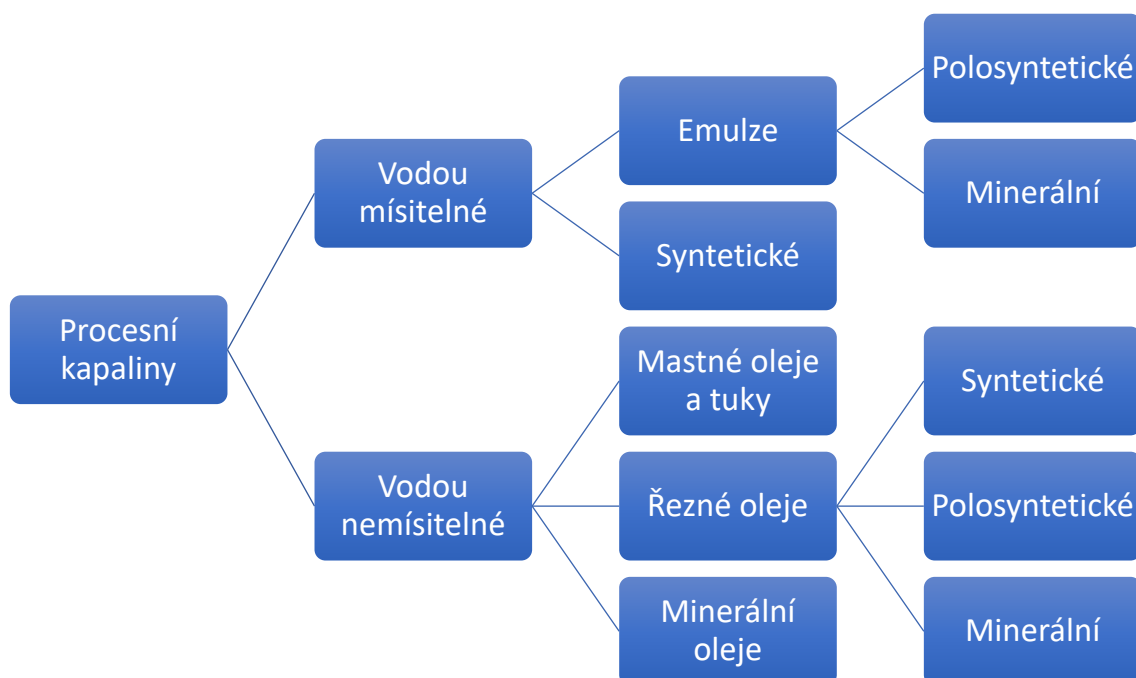 Procesní
kapaliny
Vodou
mísitelné
Emulze
Polosyntetické
Minerální
Syntetické
Vodou
nemísitelné
Mastné oleje
a tuky
Řezné oleje
Syntetické
Polosyntetické
Minerální
Minerální
oleje